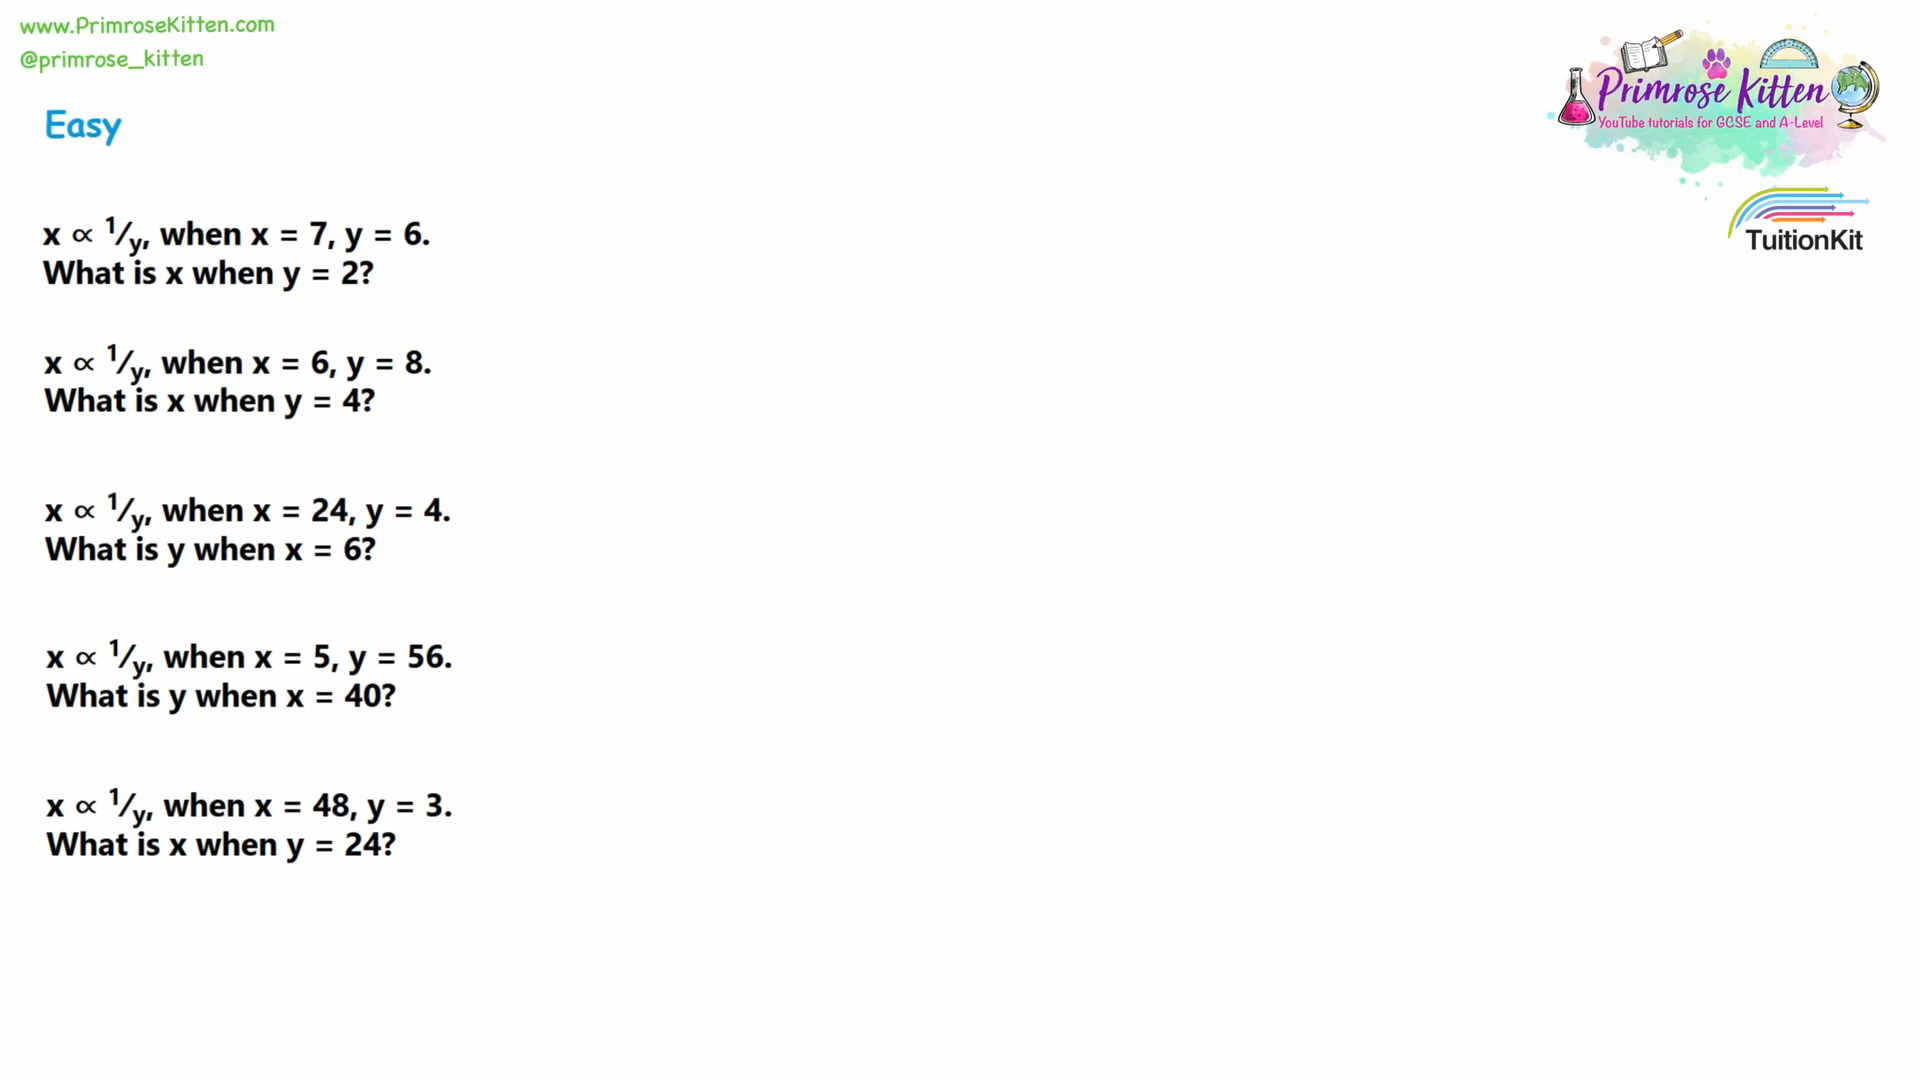 www.PrimroseKitten.com
@primrose_kitten
Primrose Kitten
YouTube tutorials for GCSE and A-Level
TuitionKit
Easy
x ∝ ¹⁄y, when x = 7, y = 6.
What is x when y = 2?
x ∝ ¹⁄y, when x = 6, y = 8.
What is x when y = 4?
x ∝ ¹⁄y, when x = 24, y = 4.
What is y when x = 6?
x ∝ ¹⁄y, when x = 5, y = 56.
What is y when x = 40?
x ∝ ¹⁄y, when x = 48, y = 3.
What is x when y = 24?